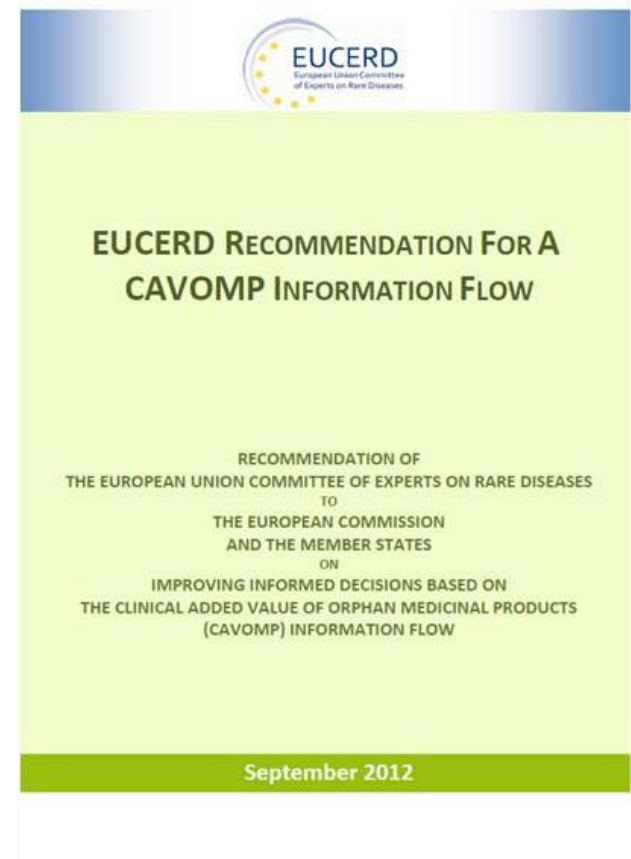 EUCERD
European Union Committee
of Experts on Rare Diseases
EUCERD RECOMMENDATION FOR A
CAVOMP INFORMATION FLOW
RECOMMENDATION OF
THE EUROPEAN UNION COMMITTEE OF EXPERTS ON RARE DISEASES
TO
THE EUROPEAN COMMISSION
AND THE MEMBER STATES
ON
IMPROVING INFORMED DECISIONS BASED ON
THE CLINICAL ADDED VALUE OF ORPHAN MEDICINAL PRODUCTS
(CAVOMP) INFORMATION FLOW
September 2012